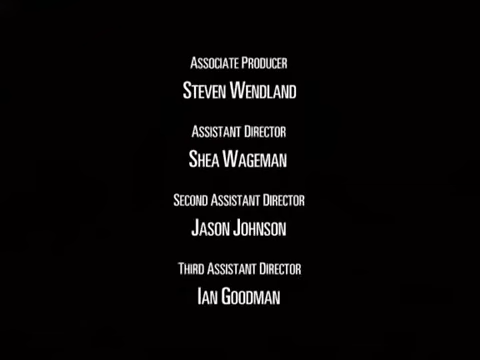 Associate Producer
Steven Wendland
Assistant Director
Shea Wageman
Second Assistant Director
Jason Johnson
Third Assistant Director
Ian Goodman